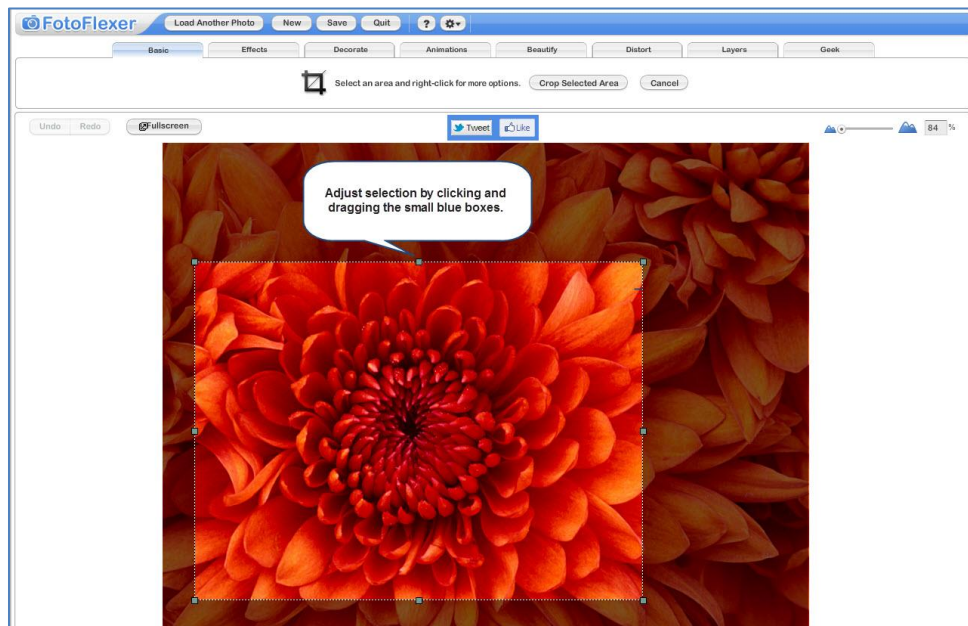 FotoFlexer Load Another Photo New Save Quit ?
Basic Effects Decorate Animations Beautify Distort Layers Geek
Select an area and right-click for more options. Crop Selected Area Cancel
Undo Redo Fullscreen Tweet Like 84 %
Adjust selection by clicking and
dragging the small blue boxes.